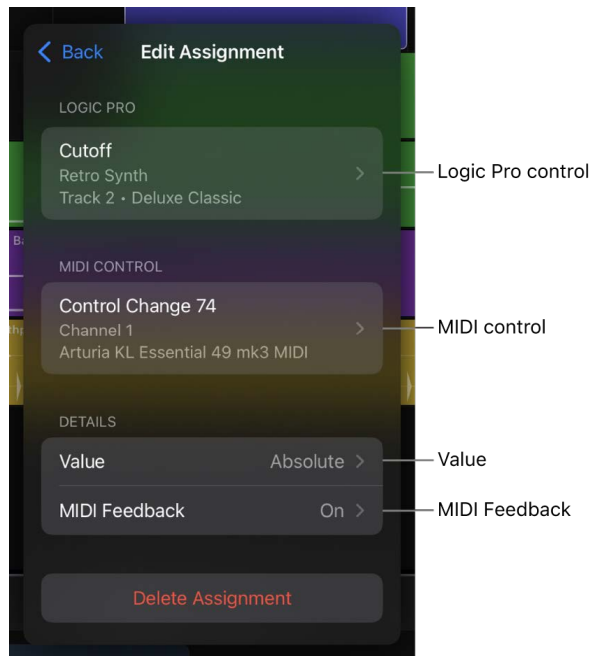 Back Edit Assignment
LOGIC PRO
Cutoff
Retro Synth
Track 2 • Deluxe Classic
Logic Pro control
Ba
MIDI CONTROL
Control Change 74
Channel 1
Arturia KL Essential 49 mk3 MIDI
MIDI control
thp
DETAILS
Value Absolute
Value
MIDI Feedback On
MIDI Feedback
Delete Assignment